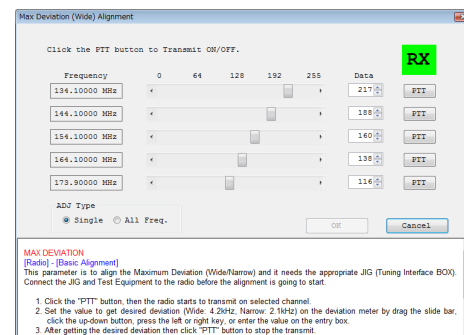 Max Deviation (Wide) Alignment
Click the PTT button to Transmit ON/OFF.
RX
Frequency 0 64 128 192 255 Data
134.10000 MHz 217 PTT
144.10000 MHz 188 PTT
154.10000 MHz 160 PTT
164.10000 MHz 138 PTT
173.90000 MHz 116 PTT
ADJ Type
Single All Freq.
OK Cancel
MAX DEVIATION
[Radio] - [Basic Alignment]
This parameter is to align the Maximum Deviation (Wide/Narrow) and it needs the appropriate JIG (Tuning Interface BOX).
Connect the JIG and Test Equipment to the radio before the alignment is going to start.
1. Click the "PTT" button, then the radio starts to transmit on selected channel.
2. Set the value to get desired deviation (Wide: 4.2kHz, Narrow: 2.1kHz) on the deviation meter by drag the slide bar,
click the up-down button, press the left or right key, or enter the value on the entry box.
3. After getting the desired deviation then click "PTT" button to stop the transmit.